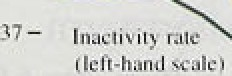 37 – Inactivity rate
(left-hand scale)